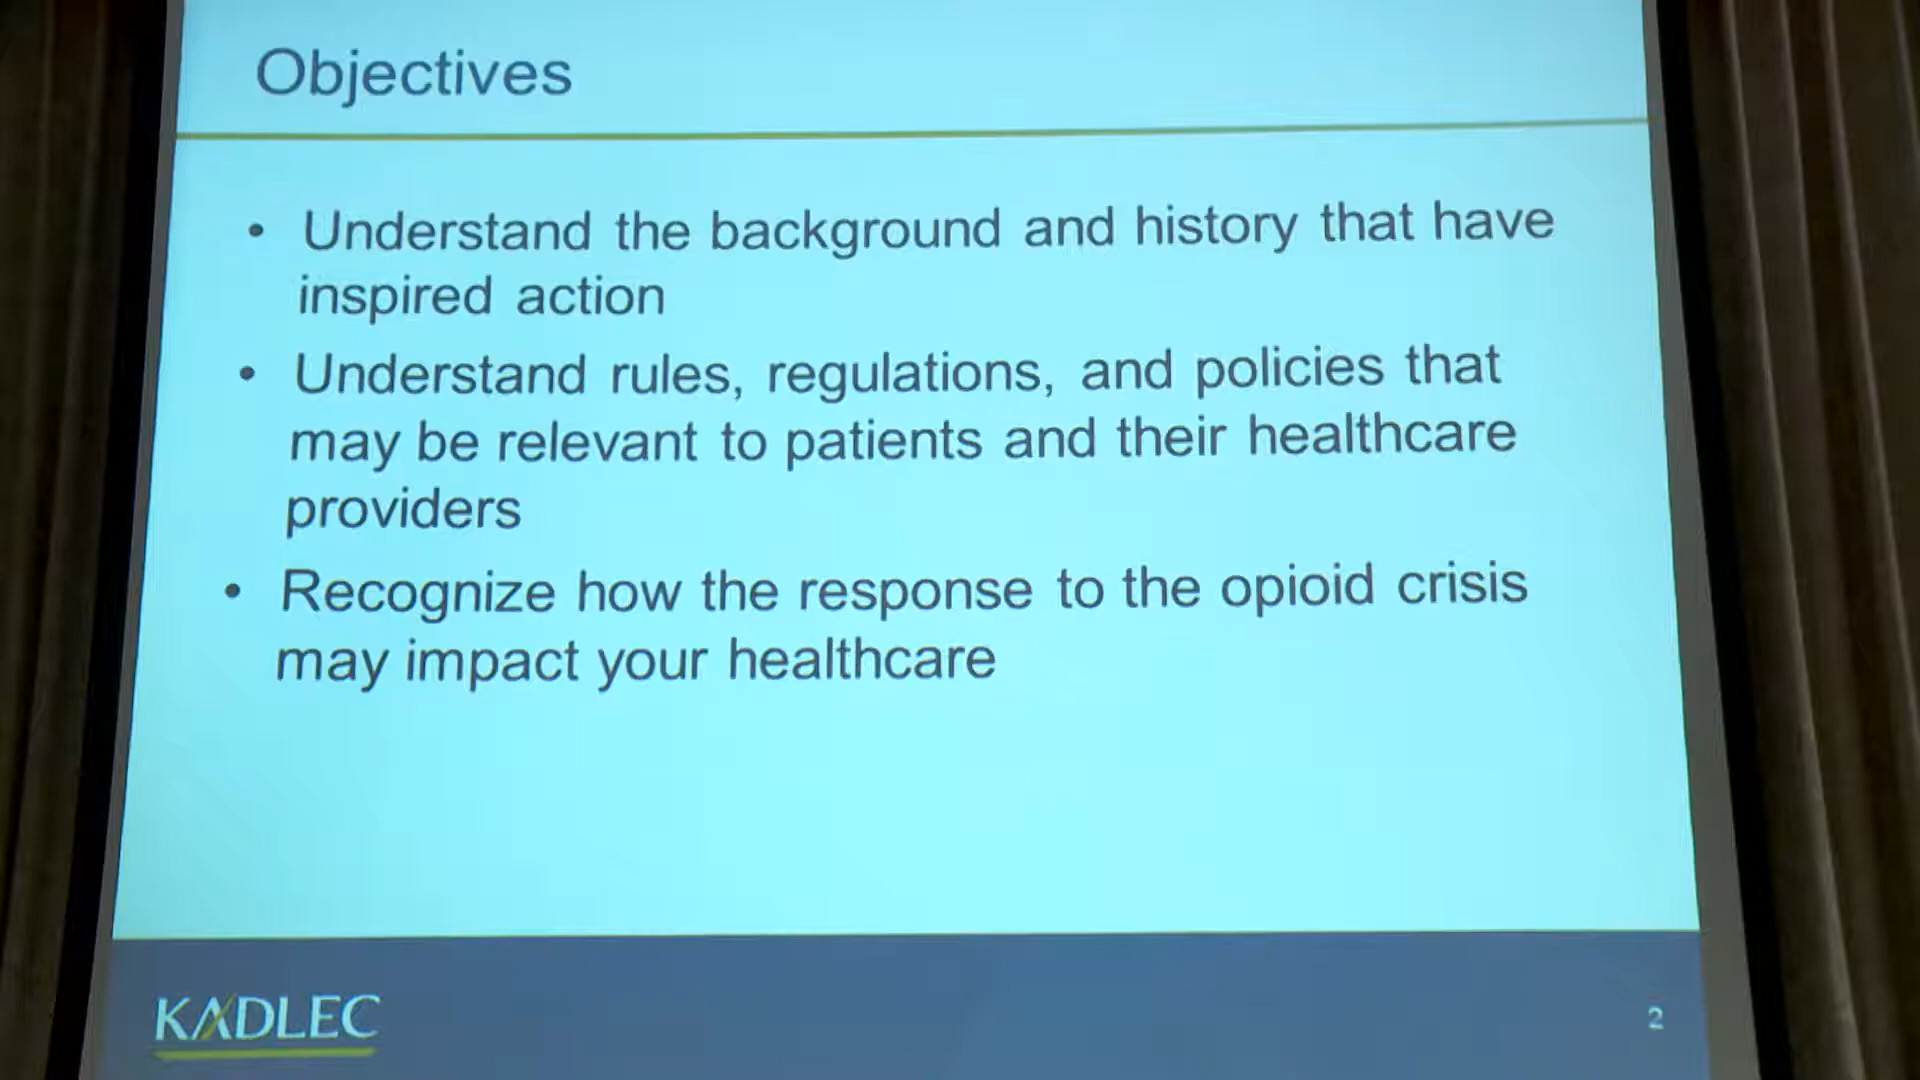 Objectives
• Understand the background and history that have
inspired action
• Understand rules, regulations, and policies that
may be relevant to patients and their healthcare
providers
• Recognize how the response to the opioid crisis
may impact your healthcare
KADLEC
2